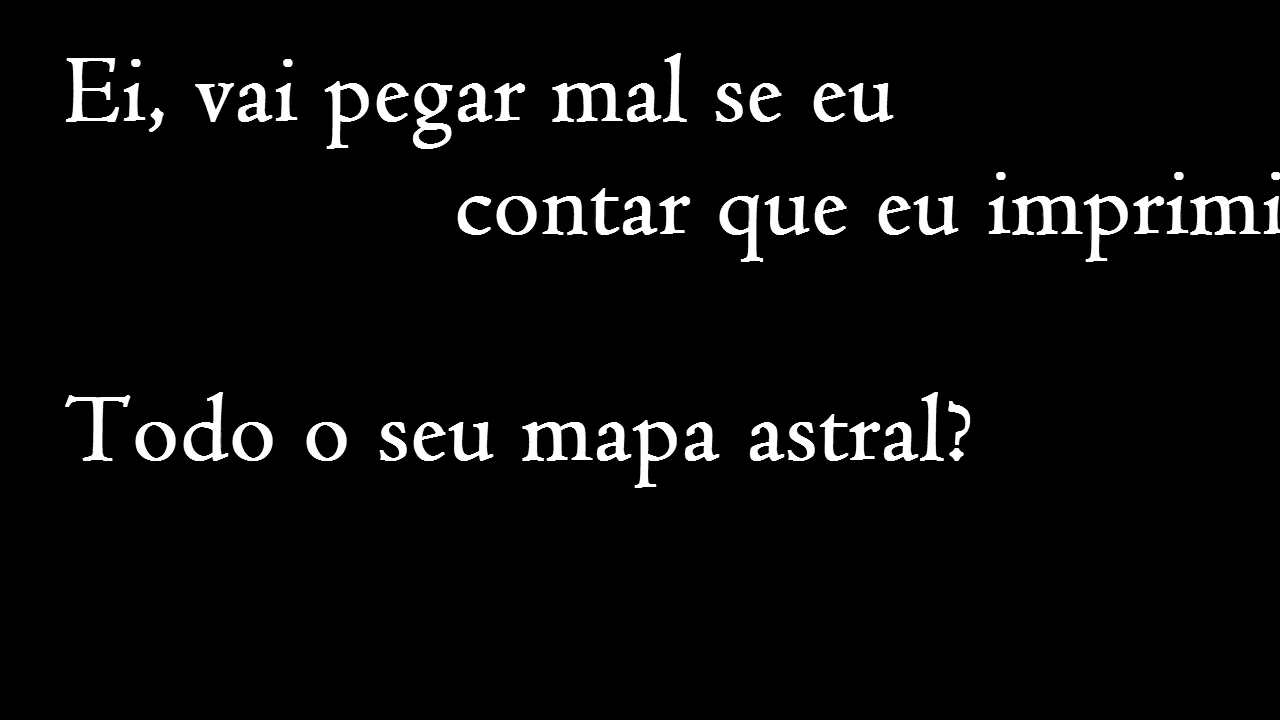 Ei, vai pegar mal se eu
contar que eu imprimi
Todo o seu mapa astral?